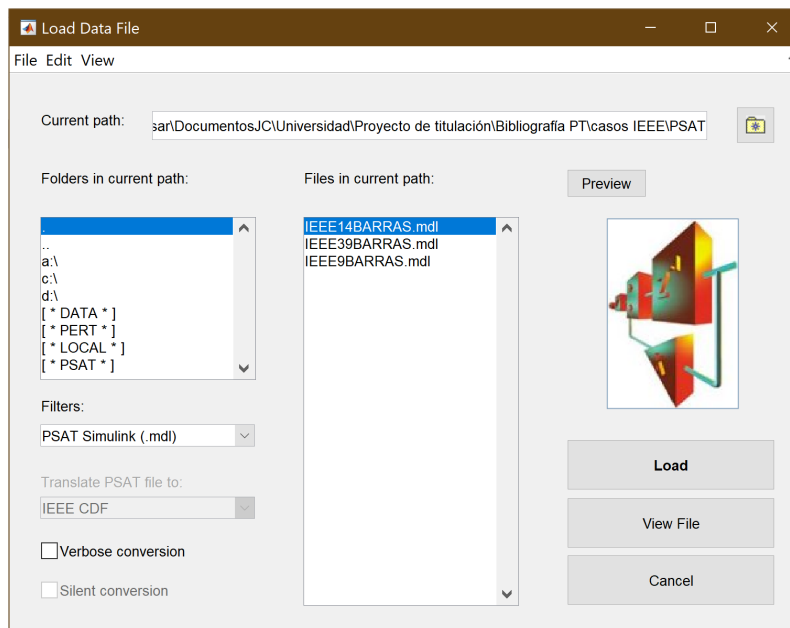 Load Data File
File Edit View
Current path:
sar\DocumentosJC\Universidad\Proyecto de titulación\Bibliografía PT\casos IEEE\PSAT
Folders in current path:
.
..
a:\
c:\
d:\
[ * DATA * ]
[ * PERT * ]
[ * LOCAL * ]
[ * PSAT * ]
Filters:
PSAT Simulink (.mdl)
Translate PSAT file to:
IEEE CDF
Verbose conversion
Silent conversion
Files in current path:
IEEE14BARRAS.mdl
IEEE39BARRAS.mdl
IEEE9BARRAS.mdl
Preview
Load
View File
Cancel